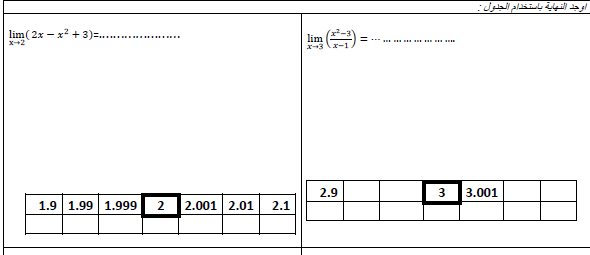 اوجد النهاية باستخدام الجدول :
lim(2x − x² + 3)=......................
x→2
lim (x²−3 / x−1) = ... ... ... ... ... ... ... ....
x→3
1.9 1.99 1.999 2 2.001 2.01 2.1
2.9 3 3.001